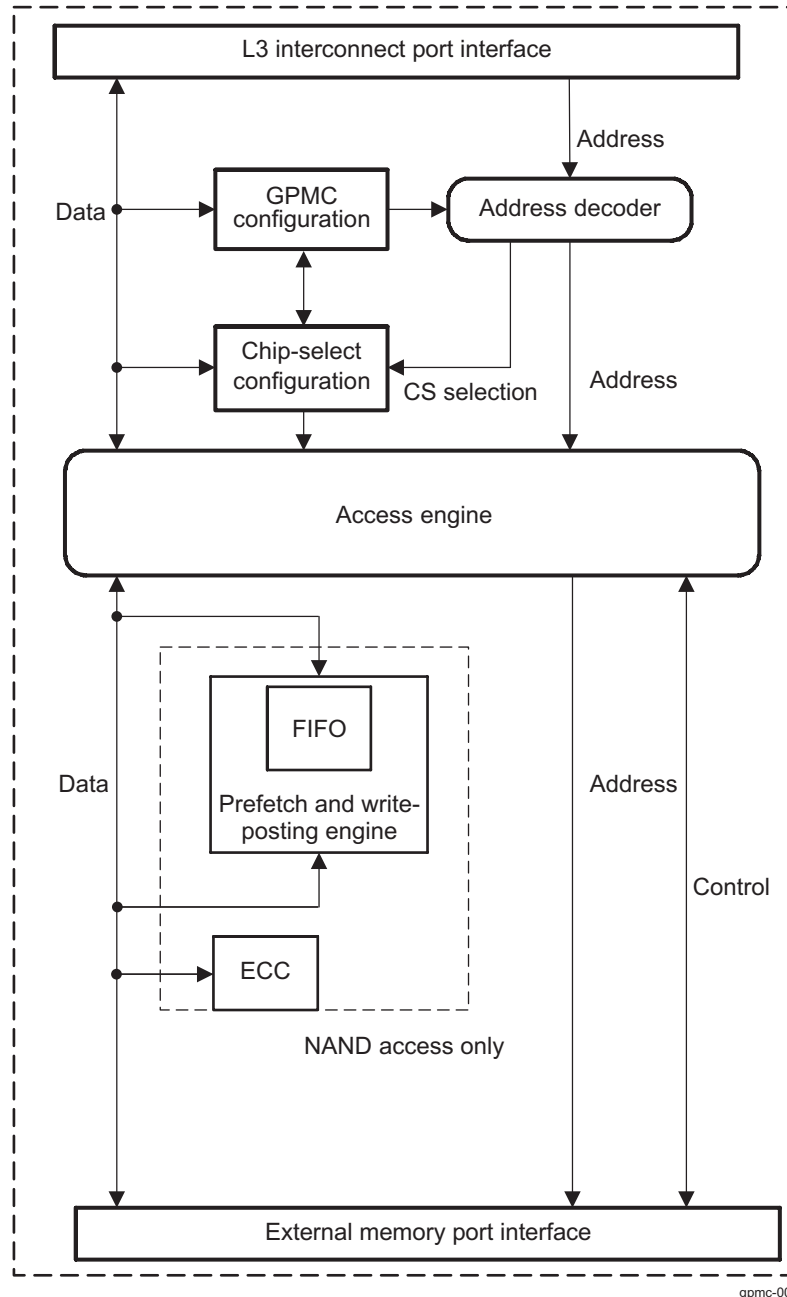 L3 interconnect port interface
Address
GPMC
configuration
Address decoder
Data
Chip-select
configuration
CS selection
Address
Access engine
FIFO
Prefetch and write-
posting engine
Data
Address
Control
ECC
NAND access only
External memory port interface